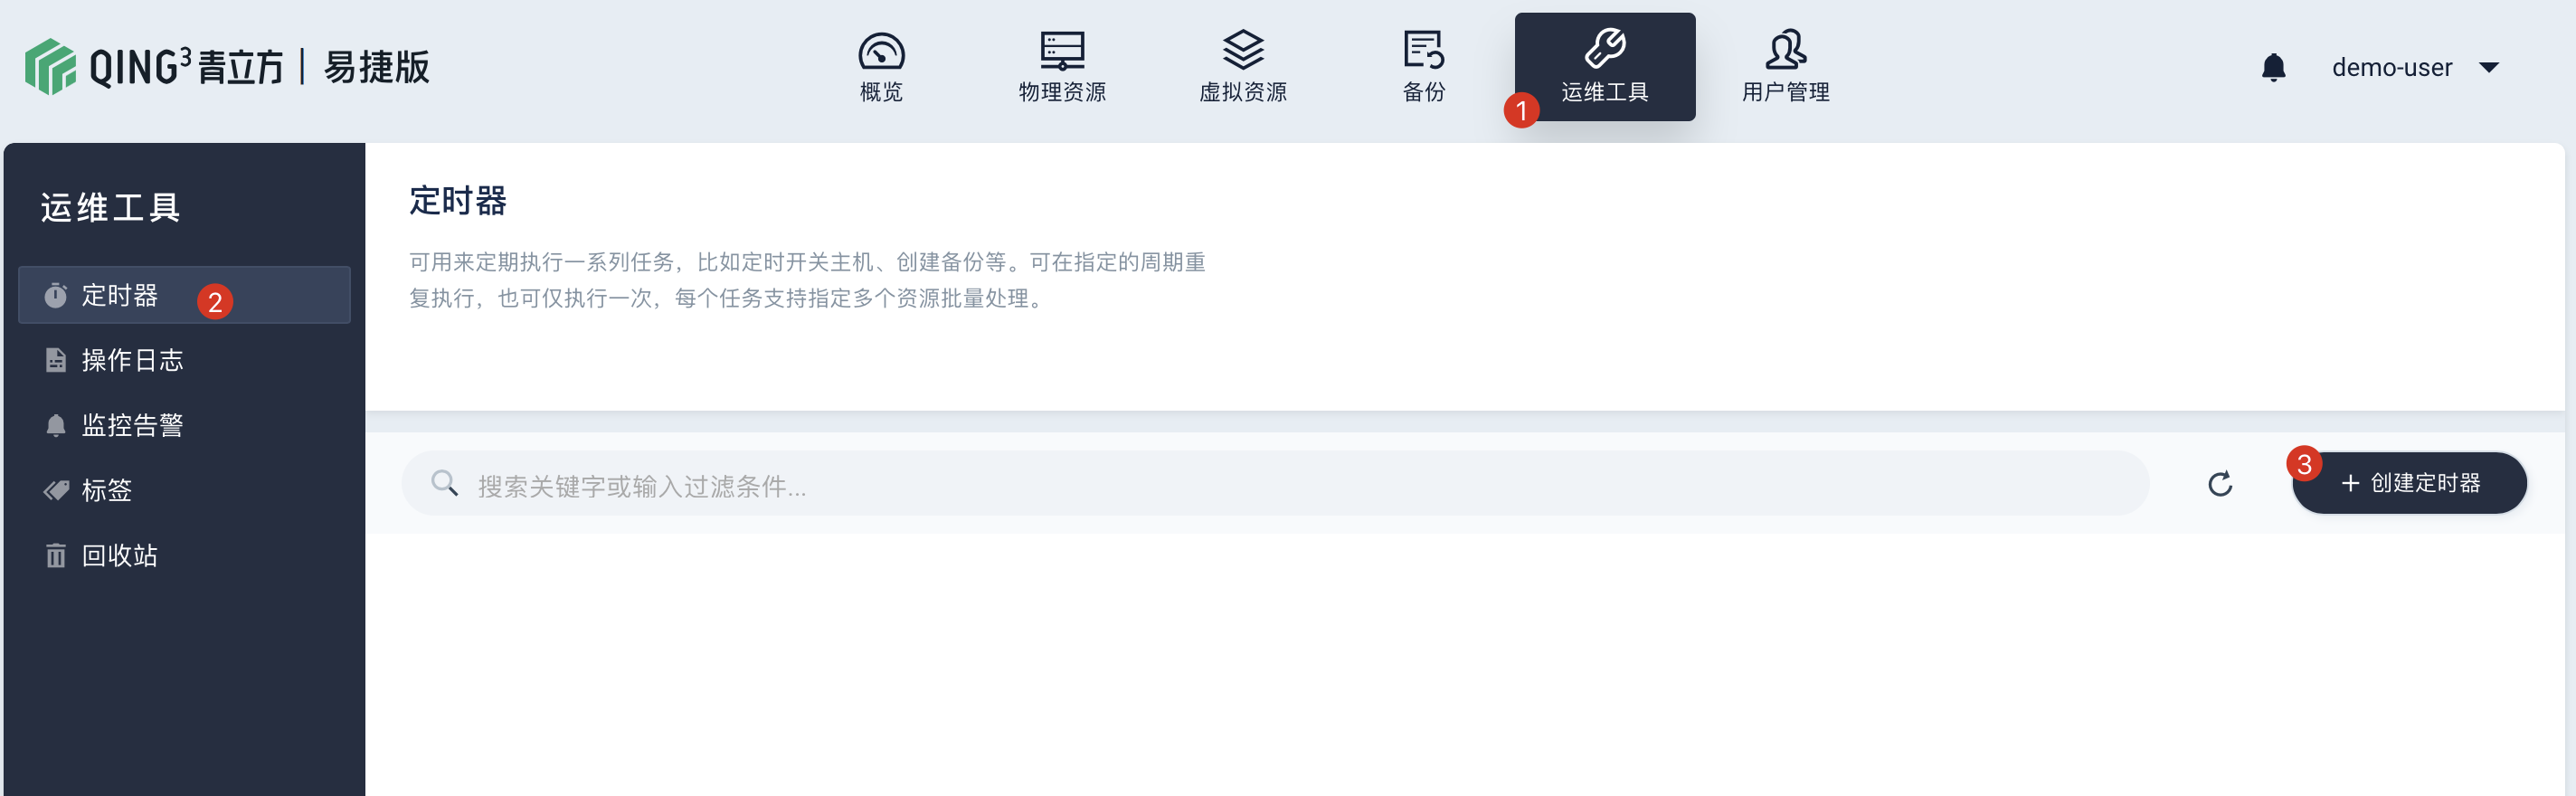 QING³青立方 | 易捷版
概览
物理资源
虚拟资源
备份
运维工具
用户管理
demo-user
1
运维工具
定时器
2
操作日志
监控告警
标签
回收站
定时器
可用来定期执行一系列任务，比如定时开关主机、创建备份等。可在指定的周期重
复执行，也可仅执行一次，每个任务支持指定多个资源批量处理。
搜索关键字或输入过滤条件...
3
+ 创建定时器